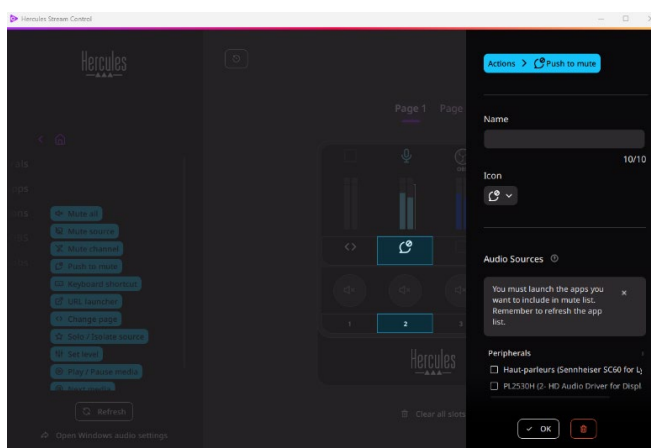 Hercules Stream Control
Hercules
Page 1
Page
Mute all
Mute source
Mute channel
Push to mute
Keyboard shortcut
URL launcher
Change page
Solo / Isolate source
Set level
Play / Pause media
Next media
Refresh
Open Windows audio settings
1
2
3
Hercules
Clear all slots
Actions > Push to mute
Name
10/10
Icon
Audio Sources
You must launch the apps you
want to include in mute list.
Remember to refresh the app
list.
Peripherals
Haut-parleurs (Sennheiser SC60 for Ly
PL2530H (2- HD Audio Driver for Displ
OK